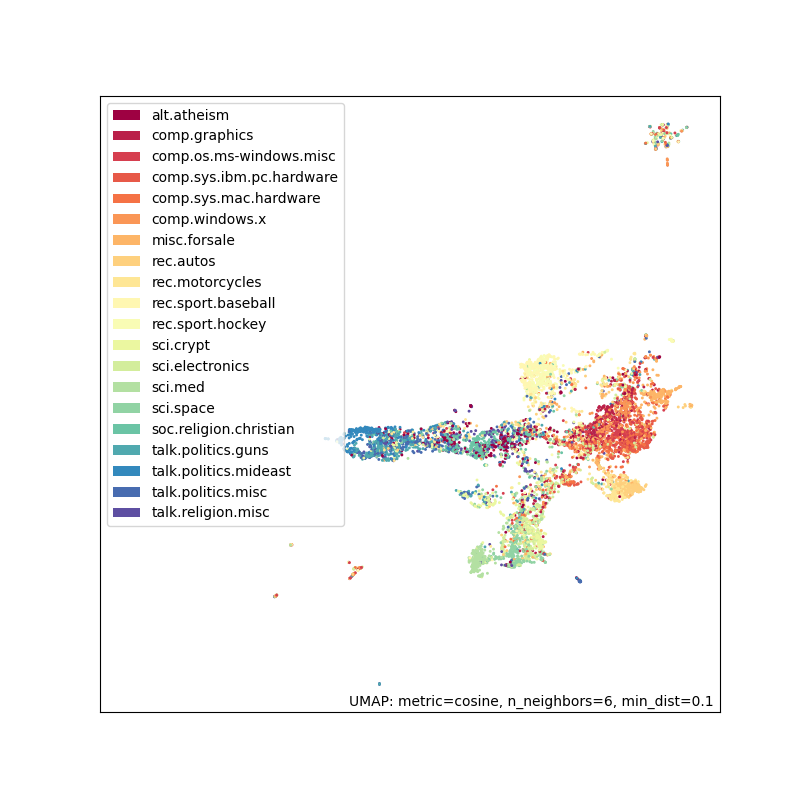 alt.atheism
comp.graphics
comp.os.ms-windows.misc
comp.sys.ibm.pc.hardware
comp.sys.mac.hardware
comp.windows.x
misc.forsale
rec.autos
rec.motorcycles
rec.sport.baseball
rec.sport.hockey
sci.crypt
sci.electronics
sci.med
sci.space
soc.religion.christian
talk.politics.guns
talk.politics.mideast
talk.politics.misc
talk.religion.misc
UMAP: metric=cosine, n_neighbors=6, min_dist=0.1